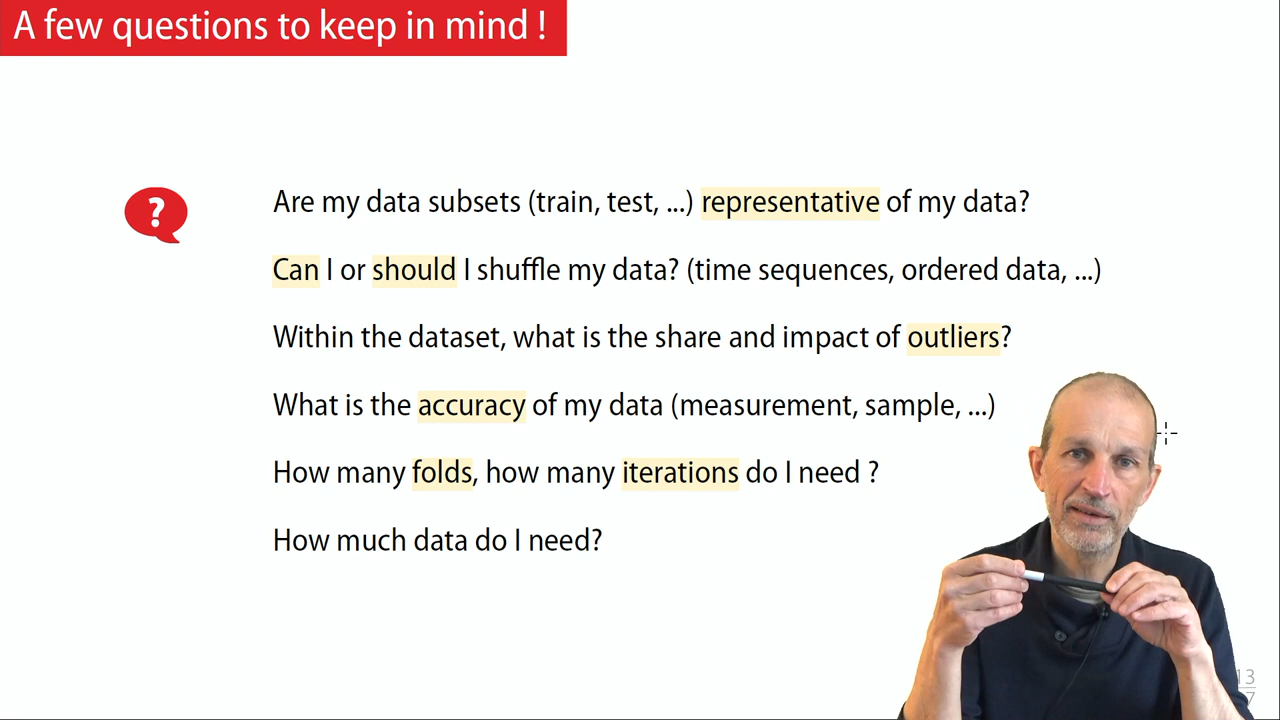 A few questions to keep in mind !
?
Are my data subsets (train, test, ...) representative of my data?
Can I or should I shuffle my data? (time sequences, ordered data, ...)
Within the dataset, what is the share and impact of outliers?
What is the accuracy of my data (measurement, sample, ...)
How many folds, how many iterations do I need ?
How much data do I need?
13
7